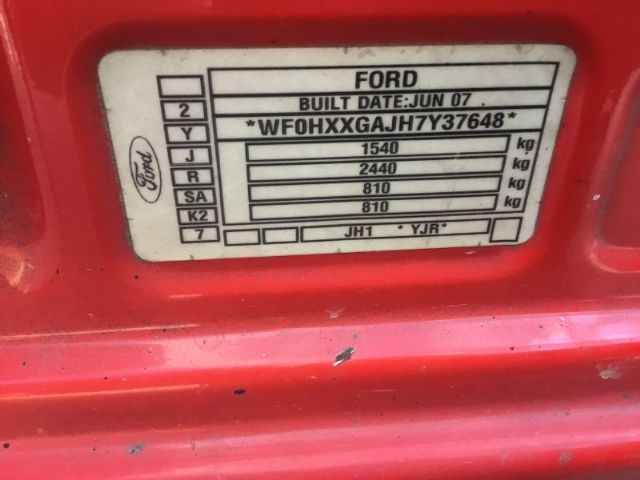 FORD
BUILT DATE:JUN 07
*WF0HXXGAJH7Y37648*
1540 kg
2440 kg
810 kg
810 kg
2
Y
J
R
SA
K2
7
JH1 * YJR*
Ford